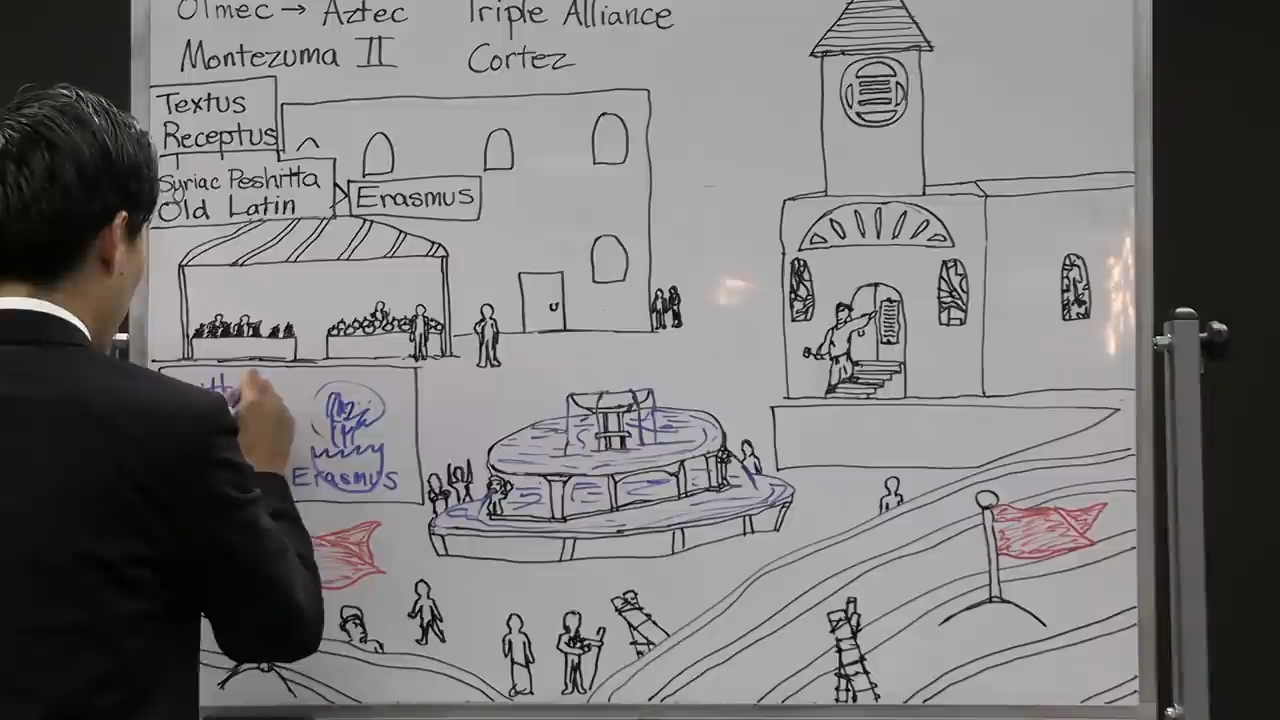 Olmec → Aztec
Triple Alliance
Montezuma II
Cortez
Textus
Receptus
Syriac Peshitta
Old Latin
Erasmus
Erasmus